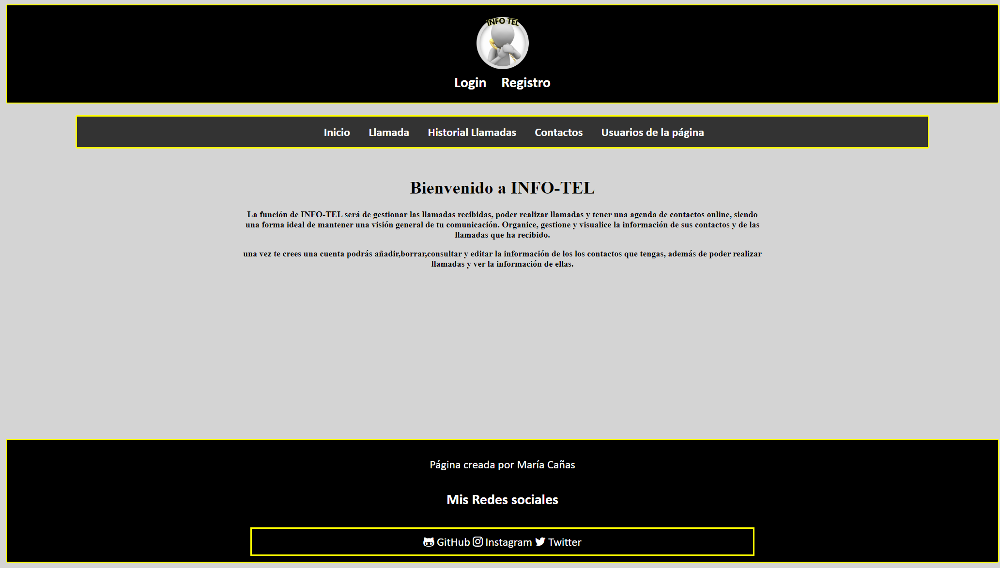 INFO TEL
Login Registro
Inicio Llamada Historial Llamadas Contactos Usuarios de la página
Bienvenido a INFO-TEL
La función de INFO-TEL será de gestionar las llamadas recibidas, poder realizar llamadas y tener una agenda de contactos online, siendo
una forma ideal de mantener una visión general de tu comunicación. Organice, gestione y visualice la información de sus contactos y de las
llamadas que ha recibido.
una vez te crees una cuenta podrás añadir,borrar,consultar y editar la información de los los contactos que tengas, además de poder realizar
llamadas y ver la información de ellas.
Página creada por María Cañas
Mis Redes sociales
GitHub Instagram Twitter